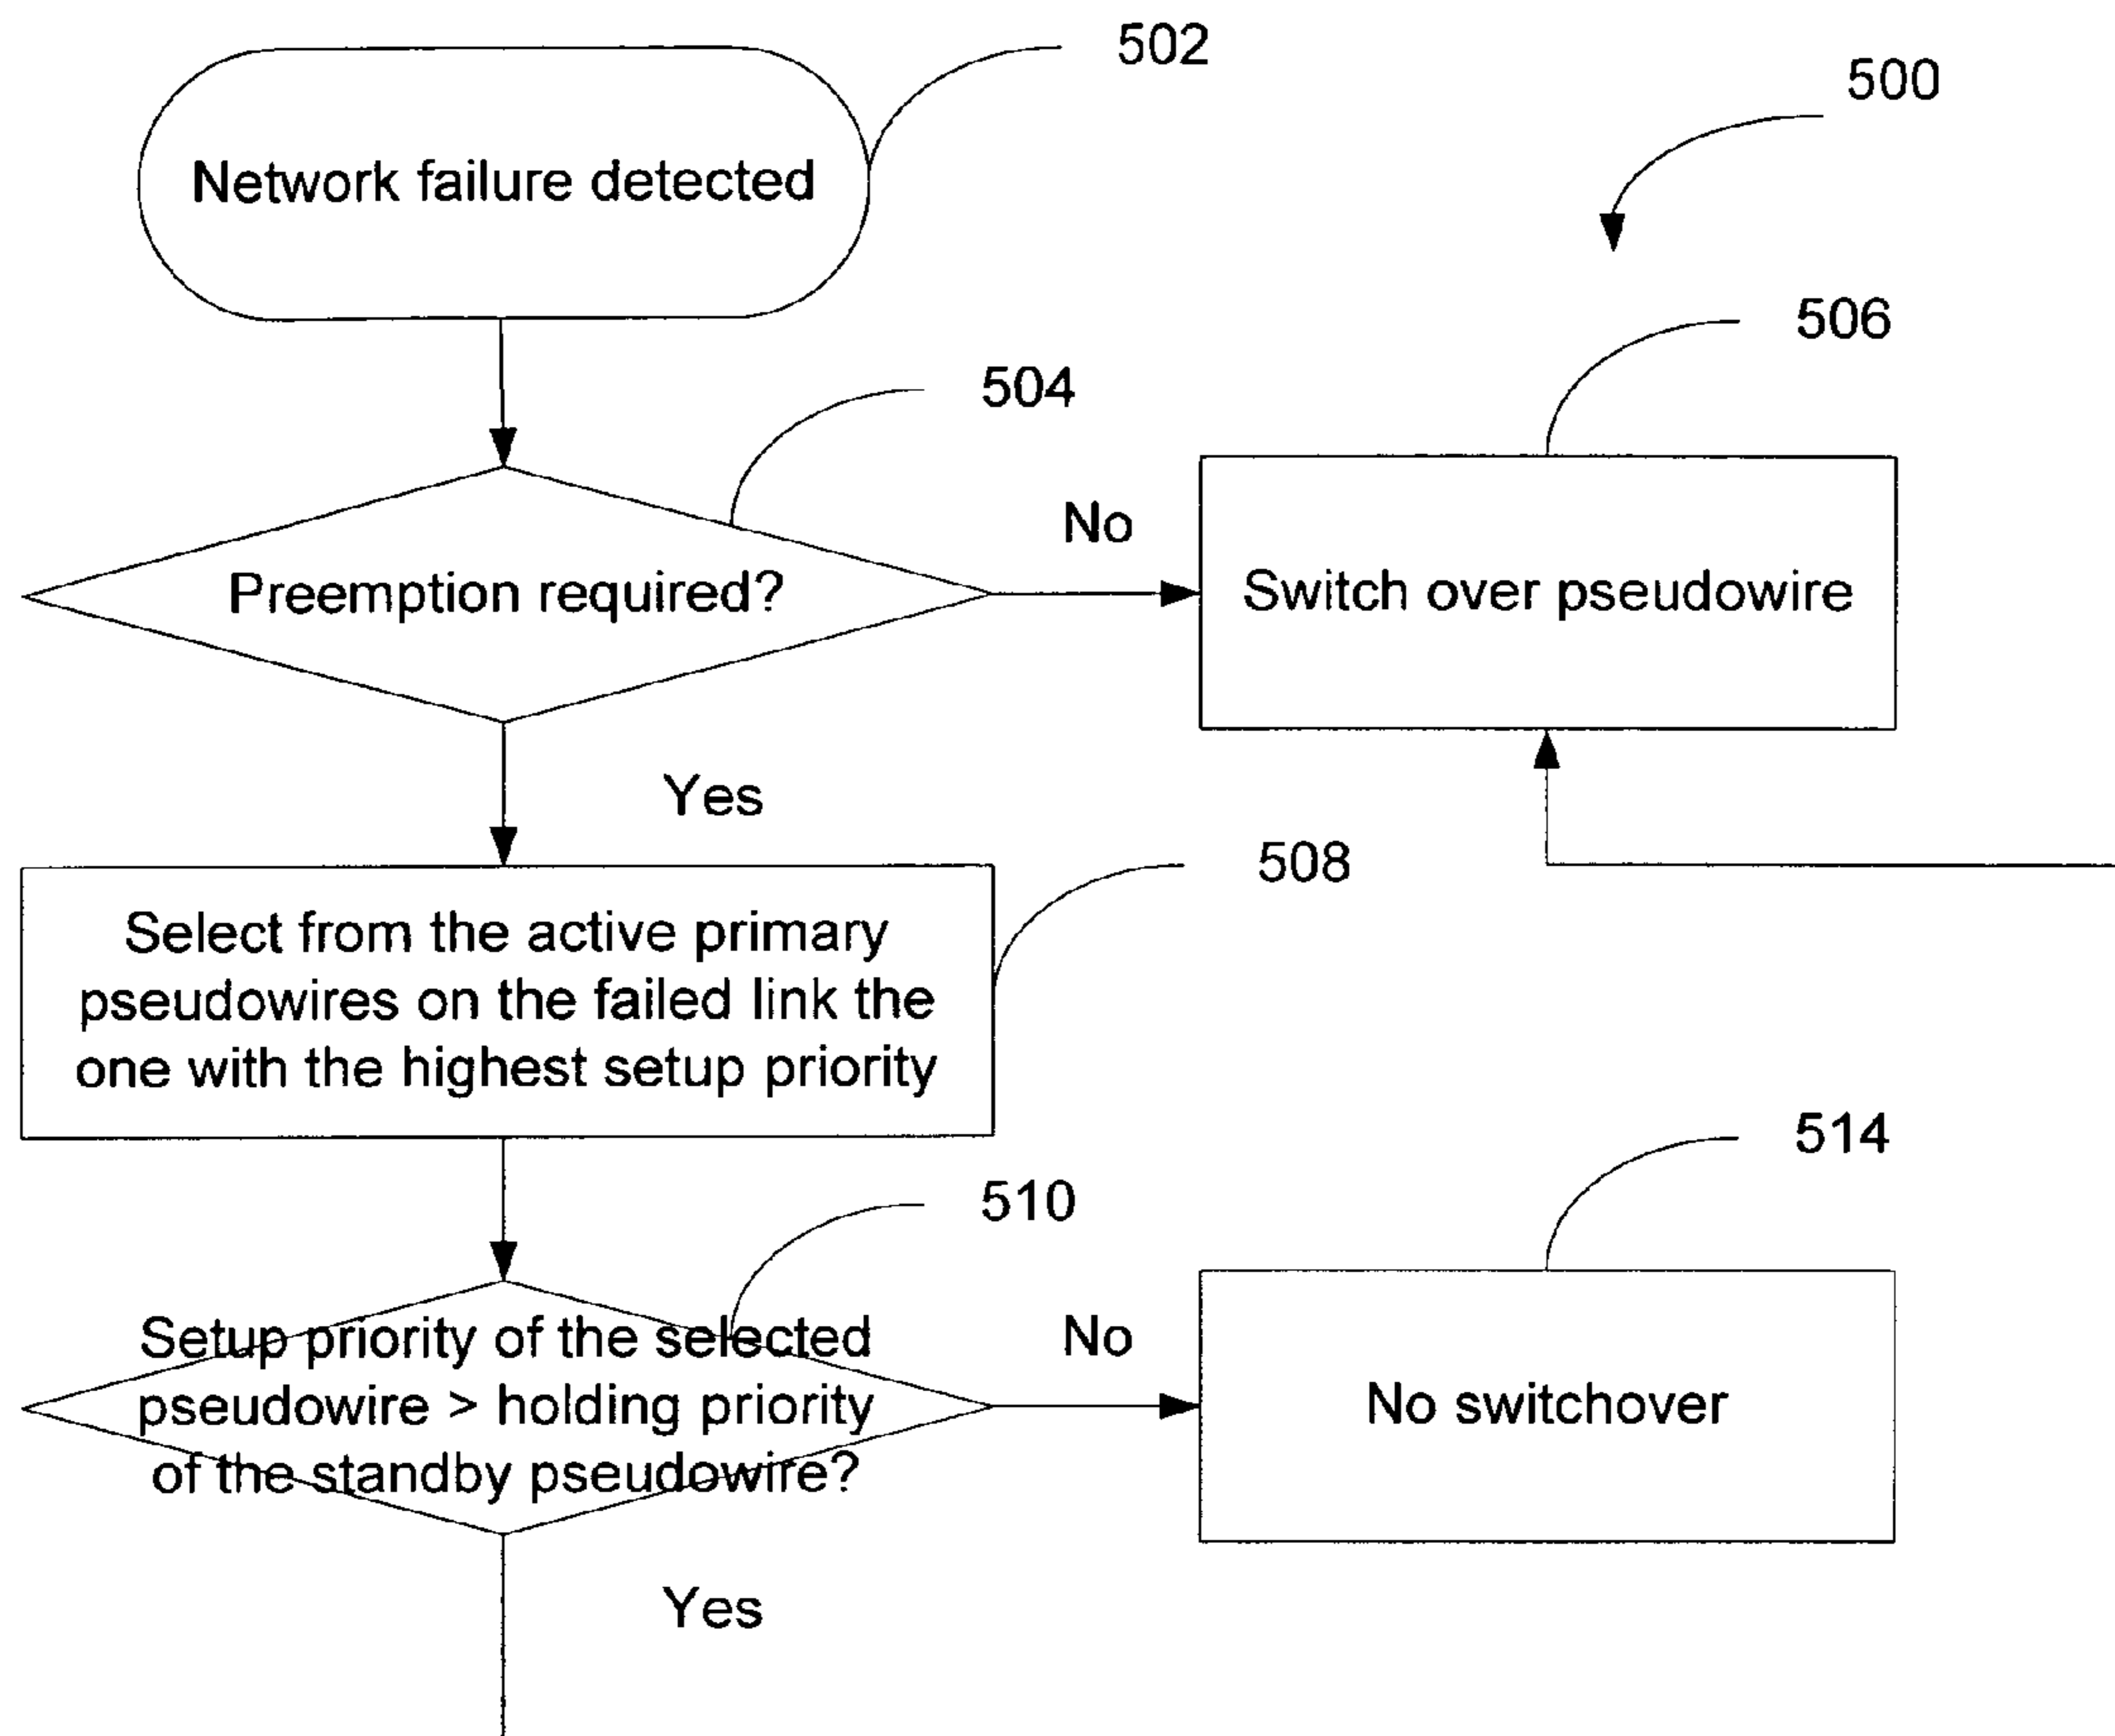 502
500
Network failure detected
506
504
No
Preemption required?
Switch over pseudowire
Yes
508
Select from the active primary
pseudowires on the failed link the
one with the highest setup priority
514
510
Setup priority of the selected
pseudowire > holding priority
of the standby pseudowire?
No
No switchover
Yes